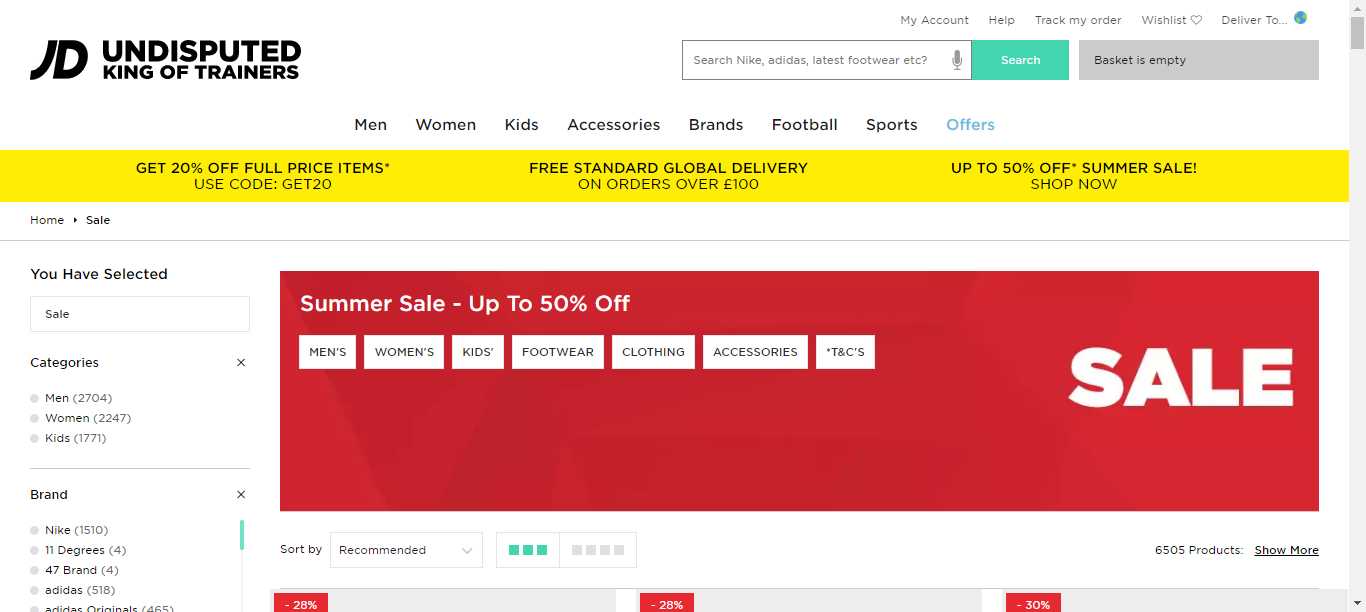 My Account Help Track my order Wishlist Deliver To...
JD UNDISPUTED
KING OF TRAINERS
Search Nike, adidas, latest footwear etc? Search Basket is empty
Men Women Kids Accessories Brands Football Sports Offers
GET 20% OFF FULL PRICE ITEMS*
USE CODE: GET20
FREE STANDARD GLOBAL DELIVERY
ON ORDERS OVER £100
UP TO 50% OFF* SUMMER SALE!
SHOP NOW
Home Sale
You Have Selected
Sale
Categories
Men (2704)
Women (2247)
Kids (1771)
Brand
Nike (1510)
11 Degrees (4)
47 Brand (4)
adidas (518)
adidas Originals (465)
Summer Sale - Up To 50% Off
MEN'S WOMEN'S KIDS' FOOTWEAR CLOTHING ACCESSORIES *T&C'S
SALE
Sort by Recommended 6505 Products: Show More
- 28% - 28% - 30%